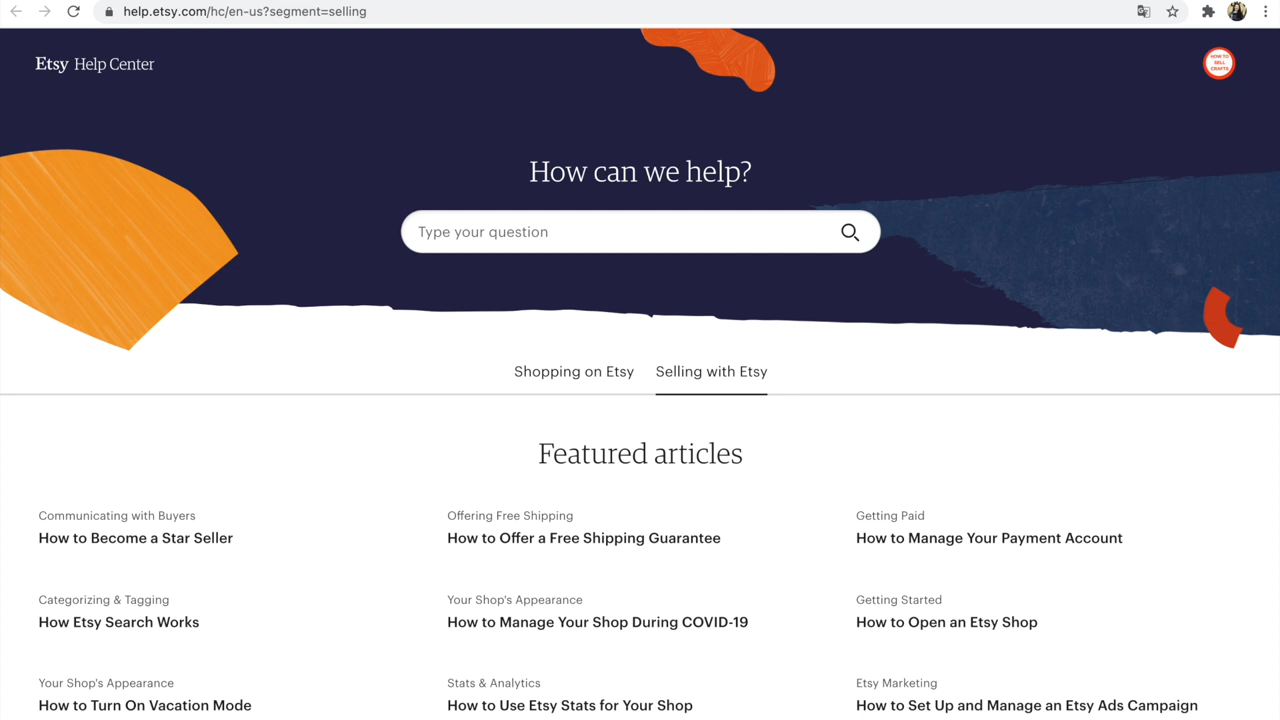 help.etsy.com/hc/en-us?segment=selling
Etsy Help Center
HOW TO
SELL
CRAFTS
How can we help?
Type your question
Shopping on Etsy Selling with Etsy
Featured articles
Communicating with Buyers
How to Become a Star Seller
Offering Free Shipping
How to Offer a Free Shipping Guarantee
Getting Paid
How to Manage Your Payment Account
Categorizing & Tagging
How Etsy Search Works
Your Shop's Appearance
How to Manage Your Shop During COVID-19
Getting Started
How to Open an Etsy Shop
Your Shop's Appearance
How to Turn On Vacation Mode
Stats & Analytics
How to Use Etsy Stats for Your Shop
Etsy Marketing
How to Set Up and Manage an Etsy Ads Campaign